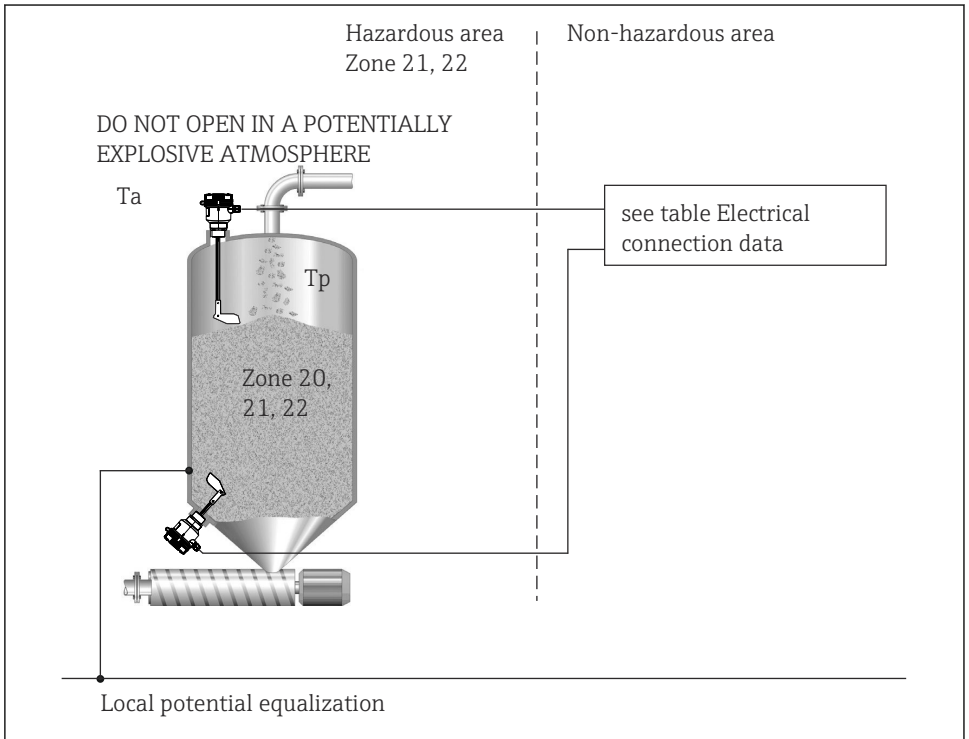 Hazardous area
Zone 21, 22
Non-hazardous area
DO NOT OPEN IN A POTENTIALLY
EXPLOSIVE ATMOSPHERE
Ta
see table Electrical
connection data
Tp
Zone 20,
21, 22
Local potential equalization